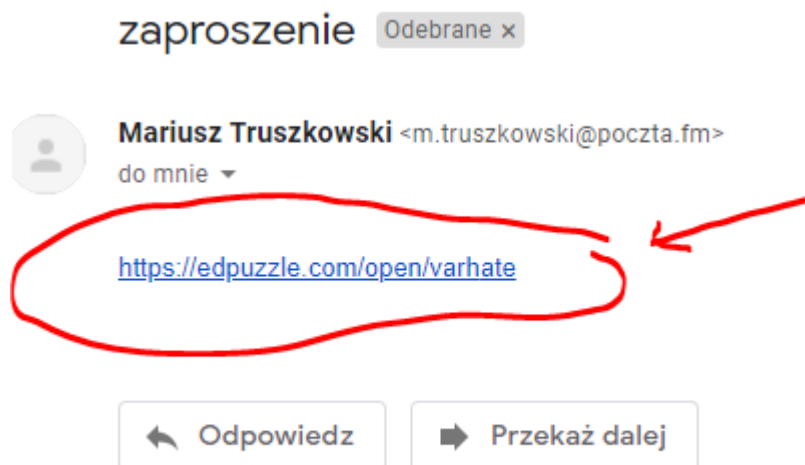 zaproszenie Odebrane x
Mariusz Truszkowski <m.truszkowski@poczta.fm>
do mnie
https://edpuzzle.com/open/varhate
Odpowiedz Przekaż dalej